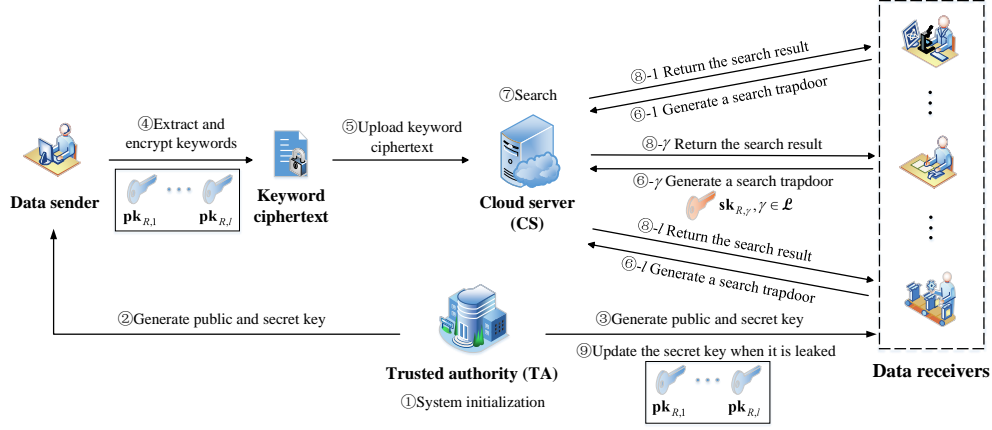 ⑧-1 Return the search result
⑥-1 Generate a search trapdoor
⑦Search
④Extract and
encrypt keywords
⑤Upload keyword
ciphertext
pk_{R,1} ··· pk_{R,l}
Data sender
Keyword
ciphertext
Cloud server
(CS)
⑧-γ Return the search result
⑥-γ Generate a search trapdoor
sk_{R,γ}, γ ∈ 𝓛
⑧-l Return the search result
⑥-l Generate a search trapdoor
②Generate public and secret key
③Generate public and secret key
⑨Update the secret key when it is leaked
pk_{R,1} ··· pk_{R,l}
Trusted authority (TA)
①System initialization
Data receivers